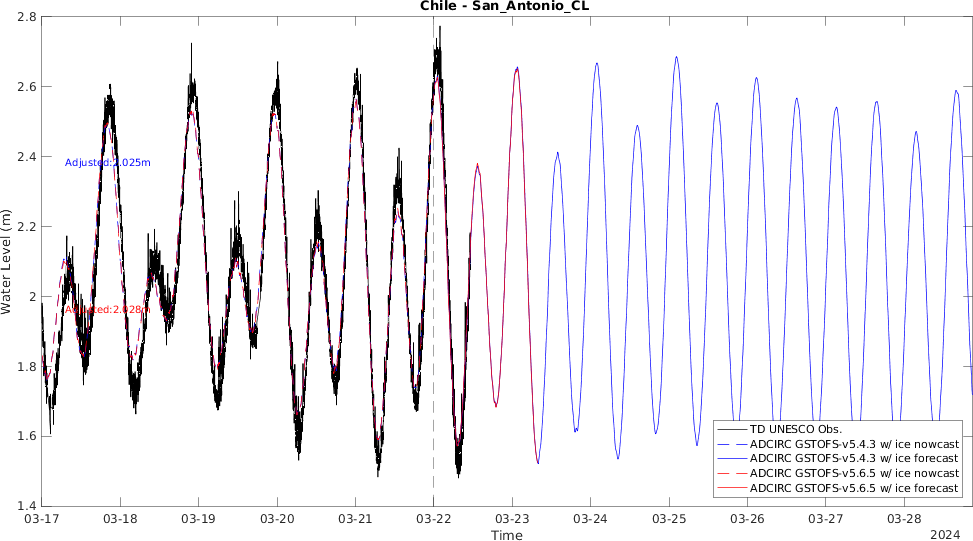 Chile - San_Antonio_CL
2.8
2.6
2.4
2.2
2
1.8
1.6
1.4
Water Level (m)
Adjusted:2.025m
Adjusted:2.028m
TD UNESCO Obs.
ADCIRC GSTOFS-v5.4.3 w/ ice nowcast
ADCIRC GSTOFS-v5.4.3 w/ ice forecast
ADCIRC GSTOFS-v5.6.5 w/ ice nowcast
ADCIRC GSTOFS-v5.6.5 w/ ice forecast
03-17 03-18 03-19 03-20 03-21 03-22 03-23 03-24 03-25 03-26 03-27 03-28
Time
2024